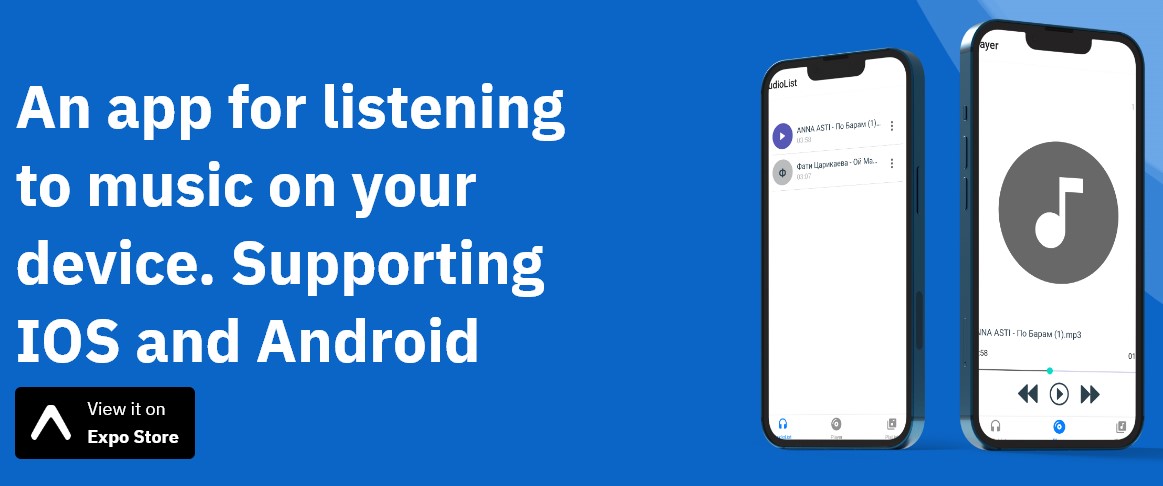 An app for listening
to music on your
device. Supporting
IOS and Android
View it on
Expo Store
udioList
ANNA ASTI - По Барам (1)...
03:58
Ф
Фати Царикаева - Ой Ма...
03:07
ayer
NNA ASTI - По Барам (1).mp3
:58
01